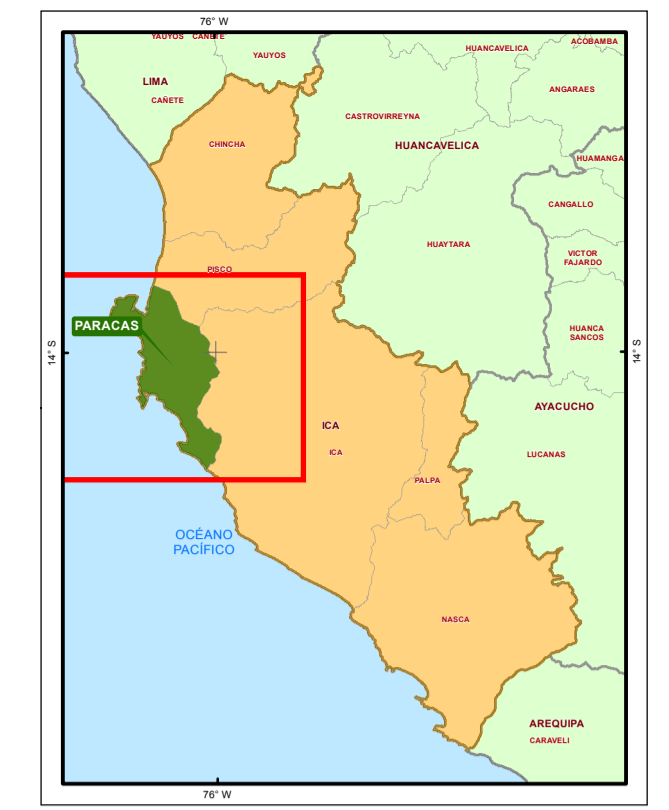 76° W
YAUYOS CAÑETE
YAUYOS
HUANCAVELICA
ACOBAMBA
LIMA
CAÑETE
ANGARAES
CASTROVIRREYNA
CHINCHA
HUANCAVELICA
HUAMANGA
CANGALLO
HUAYTARA
VICTOR
FAJARDO
PISCO
PARACAS
HUANCA
SANCOS
14° S
14° S
AYACUCHO
ICA
ICA
LUCANAS
PALPA
OCÉANO
PACÍFICO
NASCA
AREQUIPA
CARAVELI
76° W